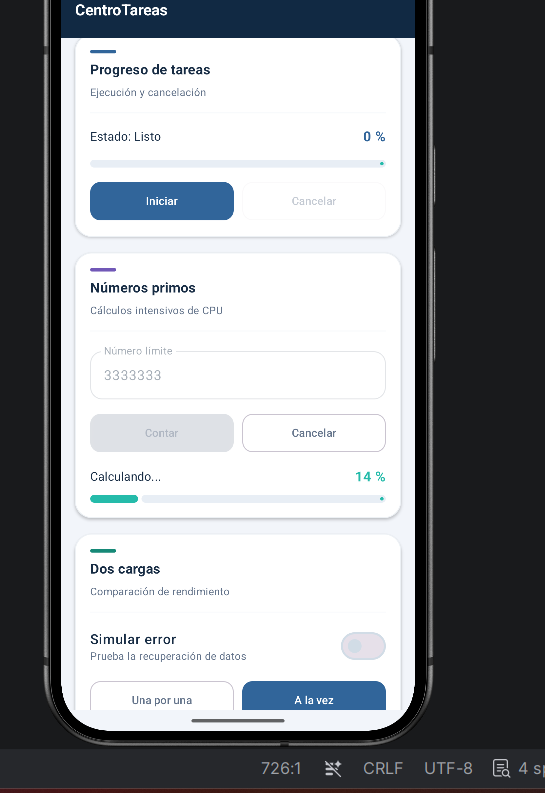 CentroTareas
Progreso de tareas
Ejecución y cancelación
Estado: Listo 0 %
Iniciar Cancelar
Números primos
Cálculos intensivos de CPU
Número límite
3333333
Contar Cancelar
Calculando... 14 %
Dos cargas
Comparación de rendimiento
Simular error
Prueba la recuperación de datos
Una por una A la vez
726:1 CRLF UTF-8 4 sp